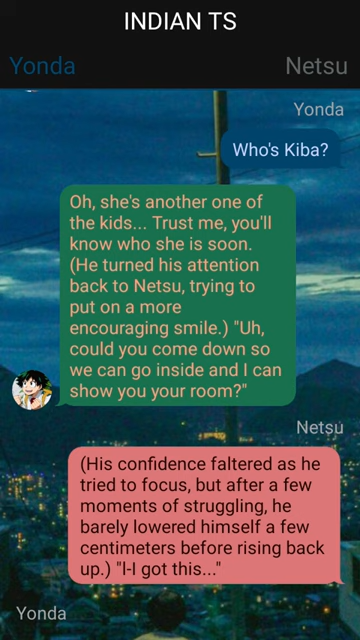 INDIAN TS
Yonda
Netsu
Yonda
Who's Kiba?
Oh, she's another one of
the kids... Trust me, you'll
know who she is soon.
(He turned his attention
back to Netsu, trying to
put on a more
encouraging smile.) "Uh,
could you come down so
we can go inside and I can
show you your room?"
Netsu
(His confidence faltered as he
tried to focus, but after a few
moments of struggling, he
barely lowered himself a few
centimeters before rising back
up.) "I-I got this..."
Yonda